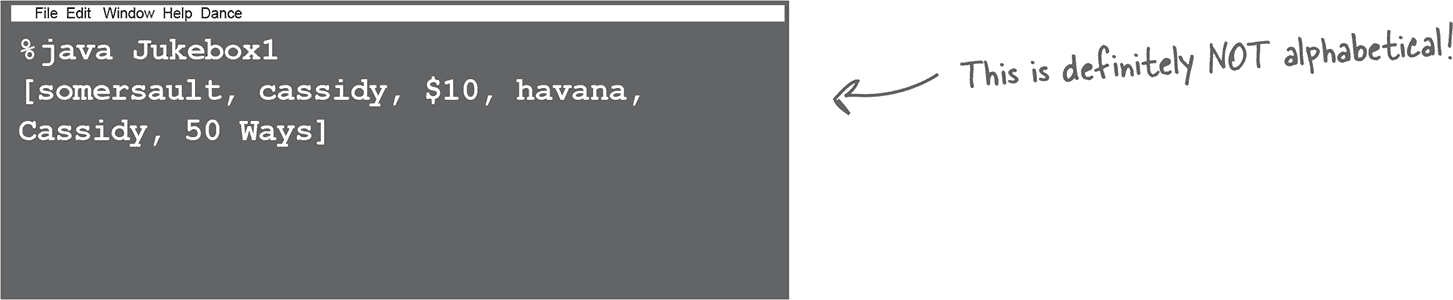 File Edit Window Help Dance
%java Jukebox1
[somersault, cassidy, $10, havana,
Cassidy, 50 Ways]
This is definitely NOT alphabetical!